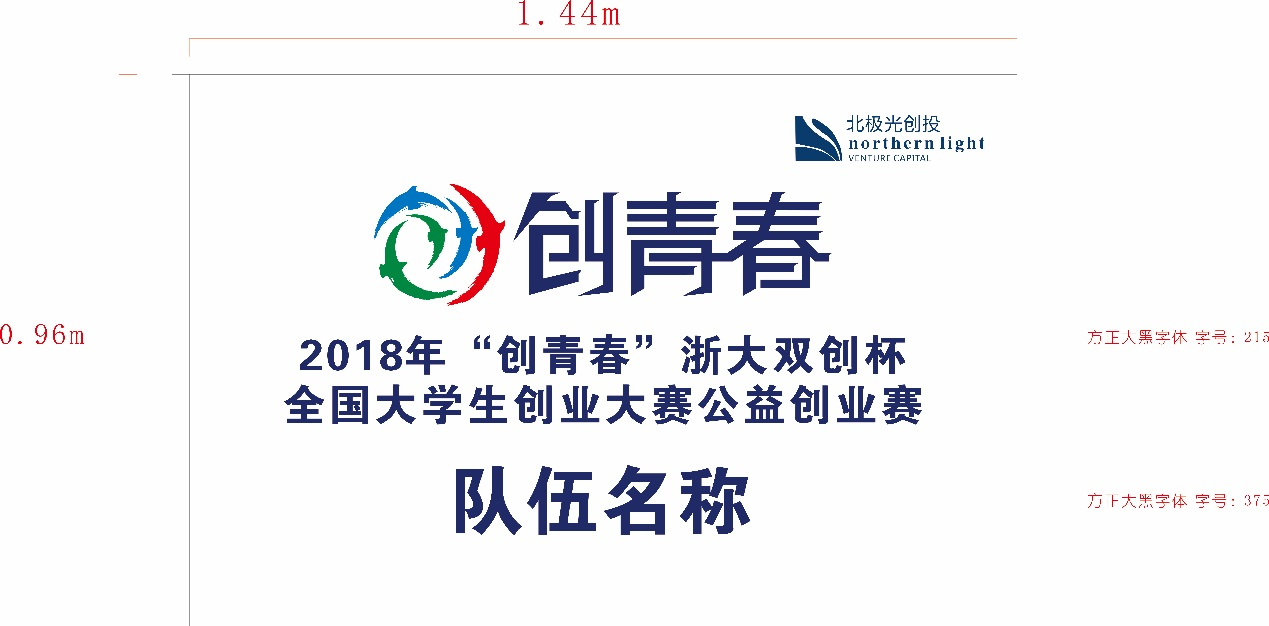 1.44m
北极光创投
northern light
VENTURE CAPITAL
创青春
0.96m
2018年“创青春”浙大双创杯
方正大黑字体 字号: 215
全国大学生创业大赛公益创业赛
队伍名称
方正大黑字体 字号: 375